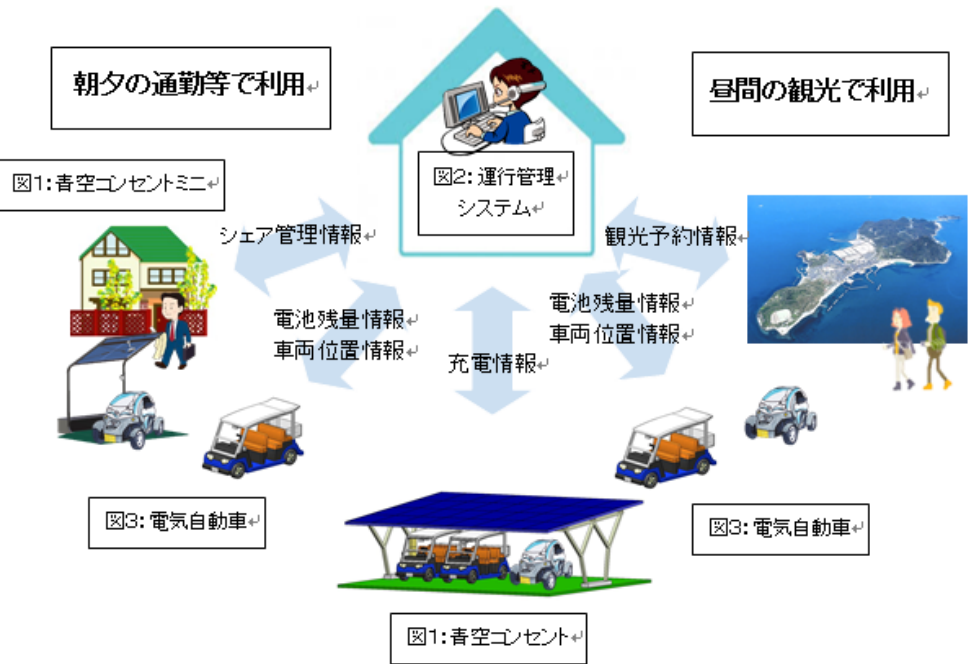 朝夕の通勤等で利用↵
昼間の観光で利用↵
図1:青空コンセントミニ↵
図2:運行管理↵
システム↵
シェア管理情報↵
観光予約情報↵
電池残量情報↵
車両位置情報↵
電池残量情報↵
車両位置情報↵
充電情報↵
図3:電気自動車↵
図3:電気自動車↵
図1:青空コンセント↵